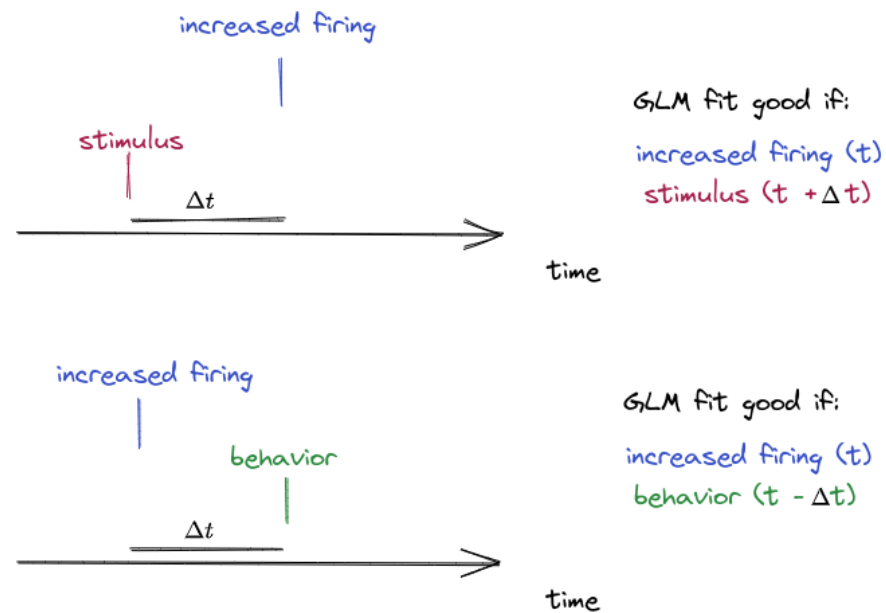 increased firing
stimulus
Δt
time
GLM fit good if:
increased firing (t)
stimulus (t + Δt)
increased firing
behavior
Δt
time
GLM fit good if:
increased firing (t)
behavior (t - Δt)